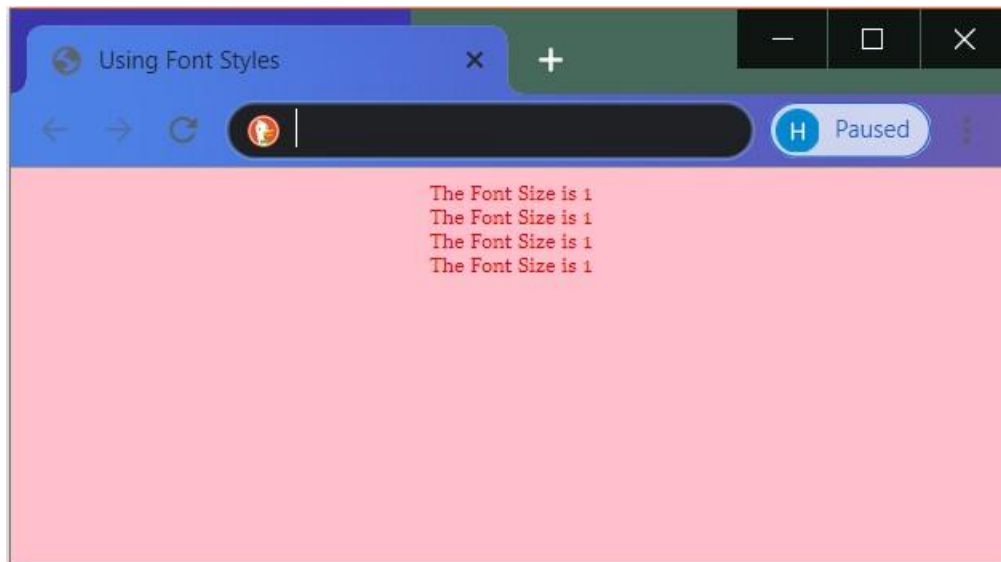 Using Font Styles
H Paused
The Font Size is 1
The Font Size is 1
The Font Size is 1
The Font Size is 1